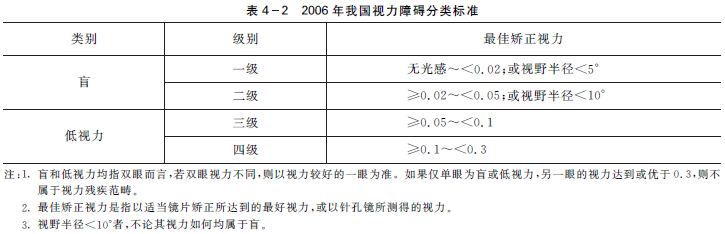 表4-2 2006年我国视力障碍分类标准
类别 级别 最佳矫正视力
盲 一级 无光感～<0.02;或视野半径<5°
二级 ≥0.02～<0.05;或视野半径<10°
低视力 三级 ≥0.05～<0.1
四级 ≥0.1～<0.3
注:1. 盲和低视力均指双眼而言,若双眼视力不同,则以视力较好的一眼为准。如果仅单眼为盲或低视力,另一眼的视力达到或优于0.3,则不
属于视力残疾范畴。
2. 最佳矫正视力是指以适当镜片矫正所达到的最好视力,或以针孔镜所测得的视力。
3. 视野半径<10°者,不论其视力如何均属于盲。